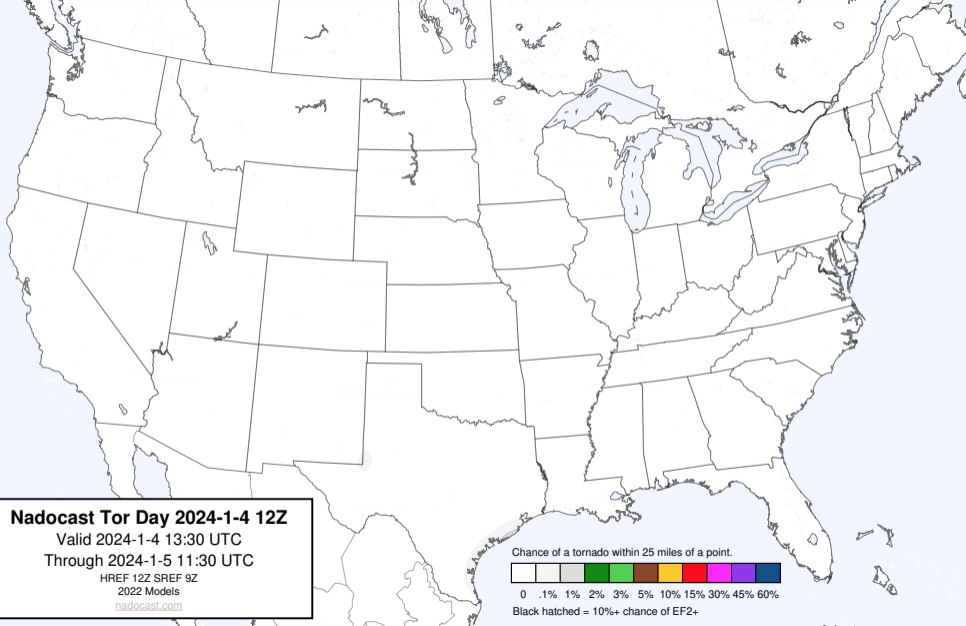 Nadocast Tor Day 2024-1-4 12Z
Valid 2024-1-4 13:30 UTC
Through 2024-1-5 11:30 UTC
HREF 12Z SREF 9Z
2022 Models
nadocast.com
Chance of a tornado within 25 miles of a point.
0 .1% 1% 2% 3% 5% 10% 15% 30% 45% 60%
Black hatched = 10%+ chance of EF2+